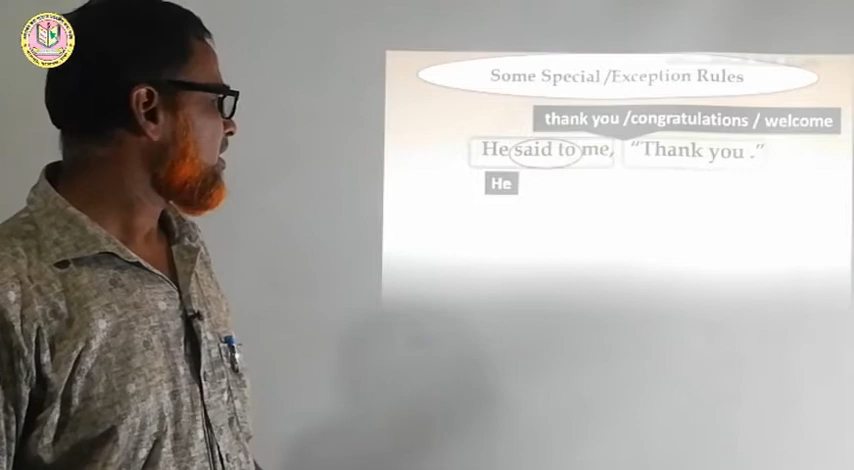 Some Special /Exception Rules
thank you /congratulations / welcome
He said to me, “Thank you .”
He